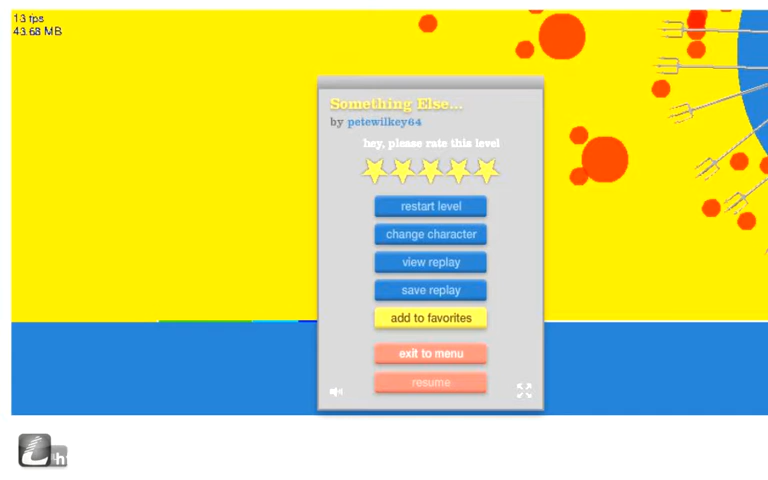 13 fps
43.68 MB
Something Else...
by petewilkey64
hey, please rate this level
restart level
change character
view replay
save replay
add to favorites
exit to menu
resume